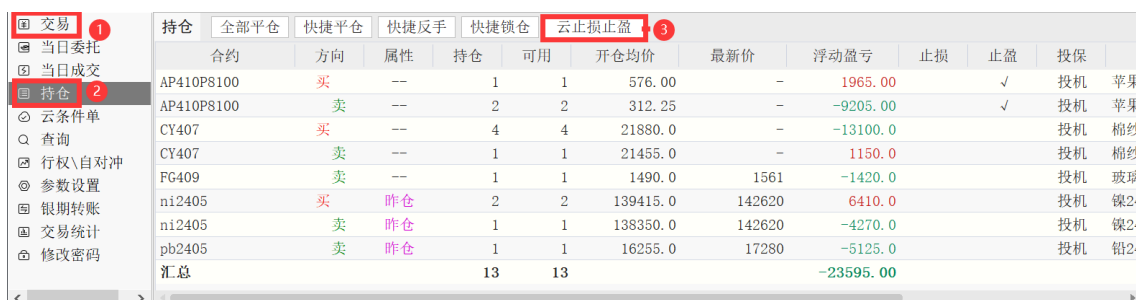 交易 1
当日委托
当日成交
持仓 2
云条件单
查询
行权\自对冲
参数设置
银期转账
交易统计
修改密码
持仓 全部平仓 快捷平仓 快捷反手 快捷锁仓 云止损止盈 3
合约 方向 属性 持仓 可用 开仓均价 最新价 浮动盈亏 止损 止盈 投保
AP410P8100 买 -- 1 1 576.00 - 1965.00 √ 投机 苹果
AP410P8100 卖 -- 2 2 312.25 - -9205.00 √ 投机 苹果
CY407 买 -- 4 4 21880.0 - -13100.0 投机 棉纱
CY407 卖 -- 1 1 21455.0 - 1150.0 投机 棉纱
FG409 卖 -- 1 1 1490.0 1561 -1420.0 投机 玻璃
ni2405 买 昨仓 2 2 139415.0 142620 6410.0 投机 镍24
ni2405 卖 昨仓 1 1 138350.0 142620 -4270.0 投机 镍24
pb2405 卖 昨仓 1 1 16255.0 17280 -5125.0 投机 铅24
汇总 13 13 -23595.00